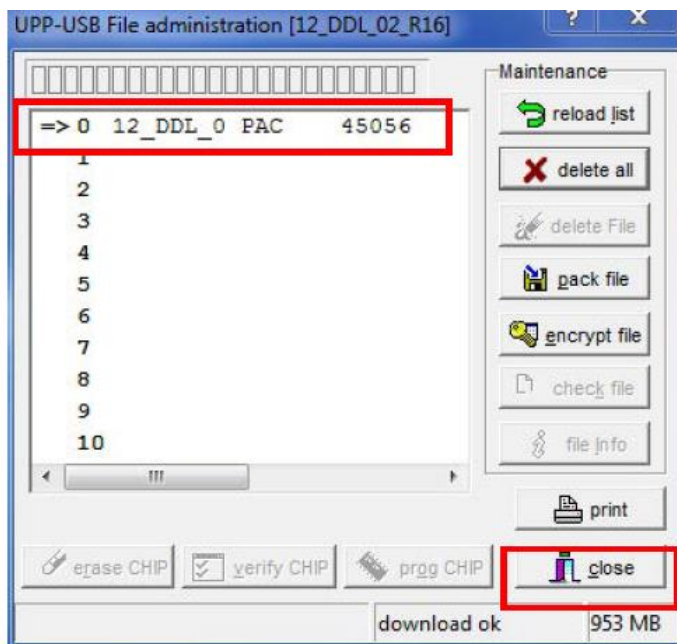 UPP-USB File administration [12_DDL_02_R16]
? X
Maintenance
=> 0 12_DDL_0 PAC 45056
1
2
3
4
5
6
7
8
9
10
reload list
delete all
delete File
pack file
encrypt file
check file
file info
print
erase CHIP verify CHIP prog CHIP close
download ok 953 MB